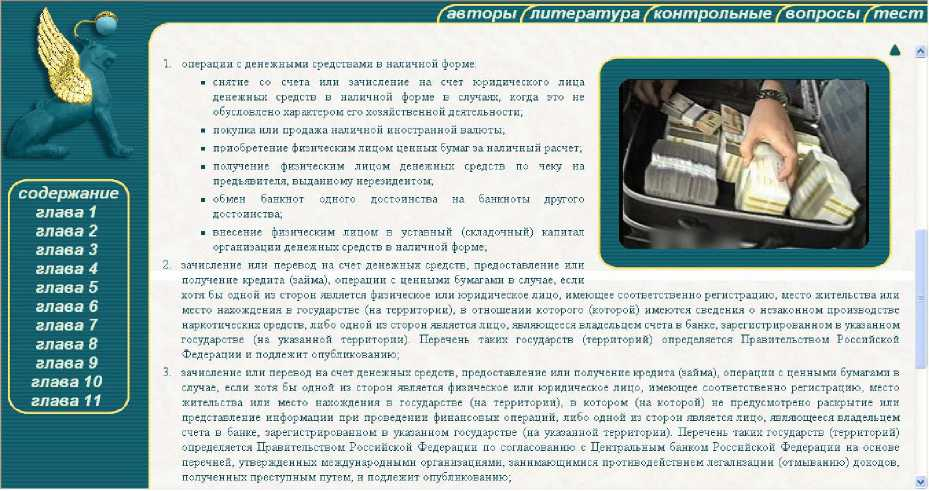 авторы литература контрольные вопросы тест
содержание
глава 1
глава 2
глава 3
глава 4
глава 5
глава 6
глава 7
глава 8
глава 9
глава 10
глава 11
1. операции с денежными средствами в наличной форме:
▪ снятие со счета или зачисление на счет юридического лица
денежных средств в наличной форме в случаях, когда это не
обусловлено характером его хозяйственной деятельности;
▪ покупка или продажа наличной иностранной валюты;
▪ приобретение физическим лицом ценных бумаг за наличный расчет;
▪ получение физическим лицом денежных средств по чеку на
предъявителя, выданному нерезидентом;
▪ обмен банкнот одного достоинства на банкноты другого
достоинства;
▪ внесение физическим лицом в уставный (складочный) капитал
организации денежных средств в наличной форме;
2. зачисление или перевод на счет денежных средств, предоставление или
получение кредита (займа), операции с ценными бумагами в случае, если
хотя бы одной из сторон является физическое или юридическое лицо, имеющее соответственно регистрацию, место жительства или
место нахождения в государстве (на территории), в отношении которого (которой) имеются сведения о незаконном производстве
наркотических средств, либо одной из сторон является лицо, являющееся владельцем счета в банке, зарегистрированном в указанном
государстве (на указанной территории). Перечень таких государств (территорий) определяется Правительством Российской
Федерации и подлежит опубликованию;
3. зачисление или перевод на счет денежных средств, предоставление или получение кредита (займа), операции с ценными бумагами в
случае, если хотя бы одной из сторон является физическое или юридическое лицо, имеющее соответственно регистрацию, место
жительства или место нахождения в государстве (на территории), в котором (на которой) не предусмотрено раскрытие или
представление информации при проведении финансовых операций, либо одной из сторон является лицо, являющееся владельцем
счета в банке, зарегистрированном в указанном государстве (на указанной территории). Перечень таких государств (территорий)
определяется Правительством Российской Федерации по согласованию с Центральным банком Российской Федерации на основе
перечней, утвержденных международными организациями, занимающимися противодействием легализации (отмыванию) доходов,
полученных преступным путем, и подлежит опубликованию;